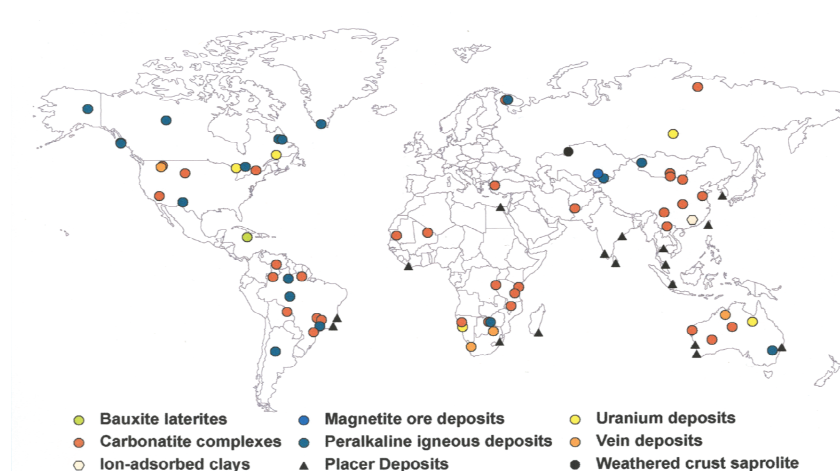 Bauxite laterites
Carbonatite complexes
Ion-adsorbed clays
Magnetite ore deposits
Peralkaline igneous deposits
Placer Deposits
Uranium deposits
Vein deposits
Weathered crust saprolite